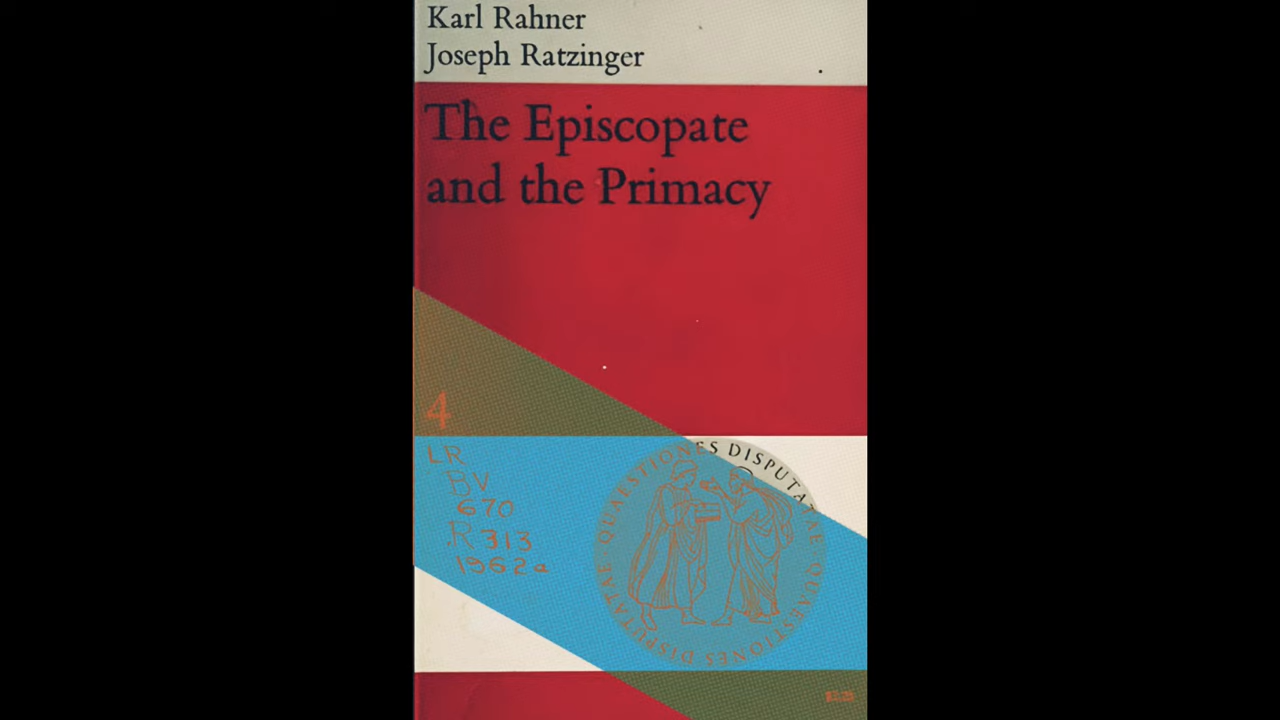 Karl Rahner
Joseph Ratzinger
The Episcopate
and the Primacy
4
LR
BV
670
.R313
1962a
QUAESTIONES DISPUTATAE · QUAESTIONES DISPUTATAE ·